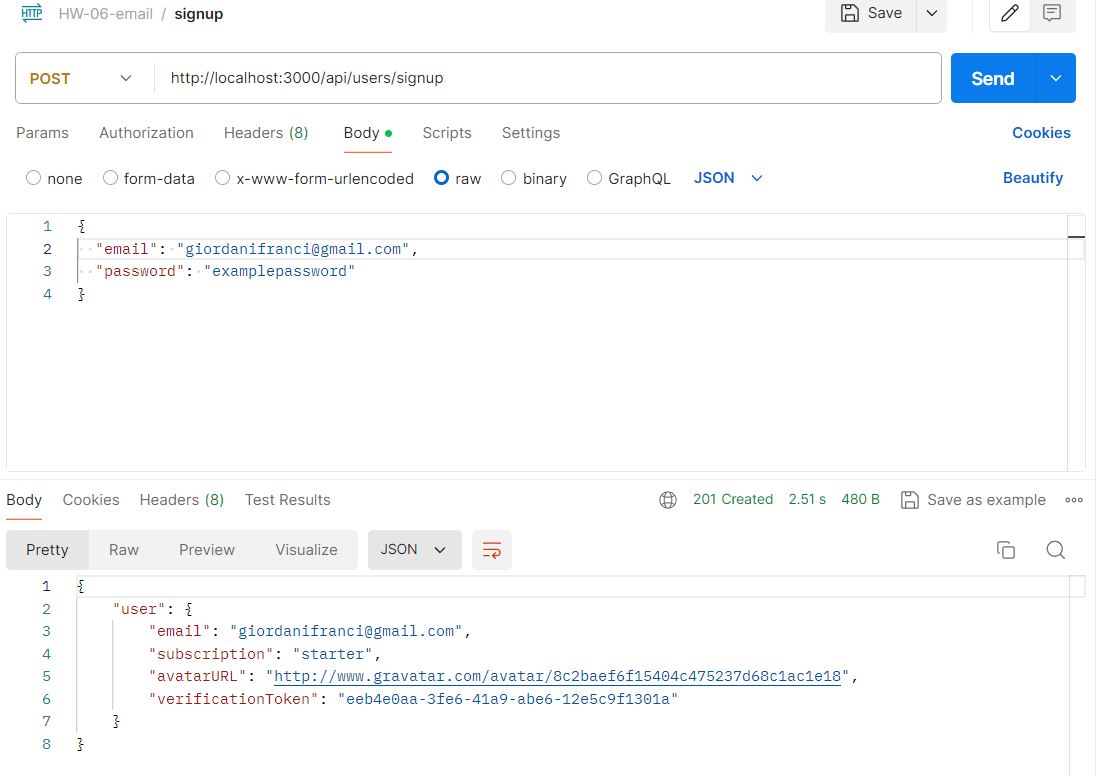 HTTP HW-06-email / signup Save
POST http://localhost:3000/api/users/signup Send
Params Authorization Headers (8) Body Scripts Settings Cookies
none form-data x-www-form-urlencoded raw binary GraphQL JSON Beautify
1 {
2 "email": "giordanifranci@gmail.com",
3 "password": "examplepassword"
4 }
Body Cookies Headers (8) Test Results 201 Created 2.51 s 480 B Save as example
Pretty Raw Preview Visualize JSON
1 {
2 "user": {
3 "email": "giordanifranci@gmail.com",
4 "subscription": "starter",
5 "avatarURL": "http://www.gravatar.com/avatar/8c2baef6f15404c475237d68c1ac1e18",
6 "verificationToken": "eeb4e0aa-3fe6-41a9-abe6-12e5c9f1301a"
7 }
8 }